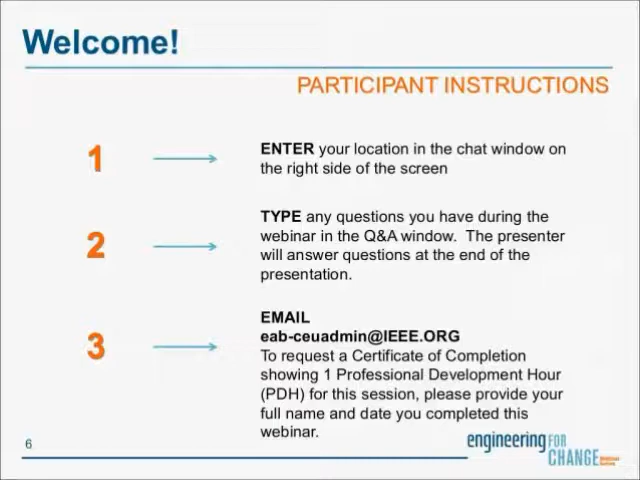 Welcome!
PARTICIPANT INSTRUCTIONS
1
ENTER your location in the chat window on
the right side of the screen
2
TYPE any questions you have during the
webinar in the Q&A window.  The presenter
will answer questions at the end of the
presentation.
3
EMAIL
eab-ceuadmin@IEEE.ORG
To request a Certificate of Completion
showing 1 Professional Development Hour
(PDH) for this session, please provide your
full name and date you completed this
webinar.
6
engineering FOR
CHANGE